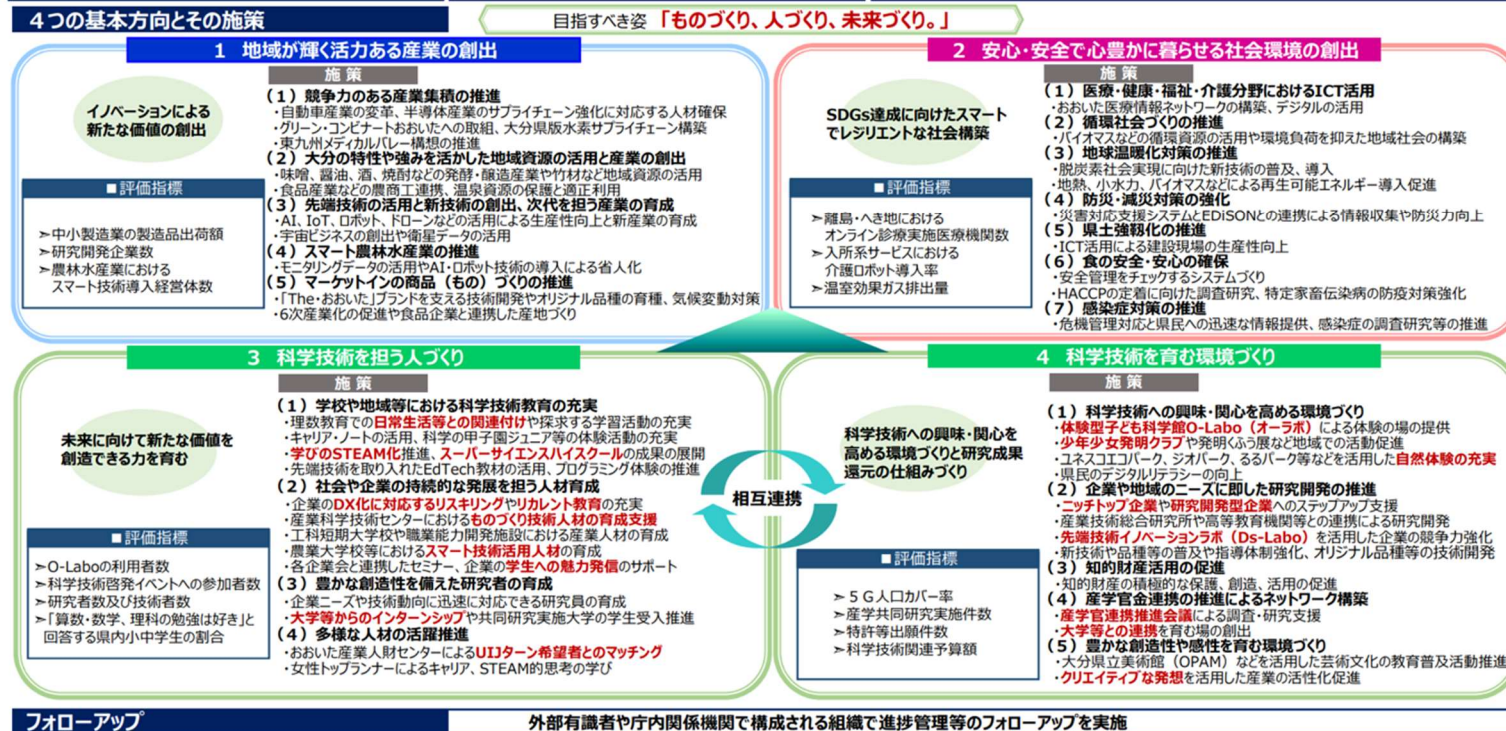 4つの基本方向とその施策
目指すべき姿 「ものづくり、人づくり、未来づくり。」
1 地域が輝く活力ある産業の創出
イノベーションによる
新たな価値の創出
■評価指標
➢中小製造業の製造品出荷額
➢研究開発企業数
➢農林水産業における
スマート技術導入経営体数
施 策
(1)競争力のある産業集積の推進
・自動車産業の変革、半導体産業のサプライチェーン強化に対応する人材確保
・グリーン・コンビナートおおいたへの取組、大分県版水素サプライチェーン構築
・東九州メディカルバレー構想の推進
(2)大分の特性や強みを活かした地域資源の活用と産業の創出
・味噌、醤油、酒、焼酎などの発酵・醸造産業や竹材など地域資源の活用
・食品産業などの農商工連携、温泉資源の保護と適正利用
(3)先端技術の活用と新技術の創出、次代を担う産業の育成
・AI、IoT、ロボット、ドローンなどの活用による生産性向上と新産業の育成
・宇宙ビジネスの創出や衛星データの活用
(4)スマート農林水産業の推進
・モニタリングデータの活用やAI・ロボット技術の導入による省人化
(5)マーケットインの商品(もの)づくりの推進
・「The・おおいた」ブランドを支える技術開発やオリジナル品種の育種、気候変動対策
・6次産業化の促進や食品企業と連携した産地づくり
2 安心・安全で心豊かに暮らせる社会環境の創出
SDGs達成に向けたスマート
でレジリエントな社会構築
■評価指標
➢離島・へき地における
オンライン診療実施医療機関数
➢入所系サービスにおける
介護ロボット導入率
➢温室効果ガス排出量
施 策
(1)医療・健康・福祉・介護分野におけるICT活用
・おおいた医療情報ネットワークの構築、デジタルの活用
(2)循環社会づくりの推進
・バイオマスなどの循環資源の活用や環境負荷を抑えた地域社会の構築
(3)地球温暖化対策の推進
・脱炭素社会実現に向けた新技術の普及、導入
・地熱、小水力、バイオマスなどによる再生可能エネルギー導入促進
(4)防災・減災対策の強化
・災害対応支援システムとEDiSONとの連携による情報収集や防災力向上
(5)県土強靱化の推進
・ICT活用による建設現場の生産性向上
(6)食の安全・安心の確保
・安全管理をチェックするシステムづくり
・HACCPの定着に向けた調査研究、特定家畜伝染病の防疫対策強化
(7)感染症対策の推進
・危機管理対応と県民への迅速な情報提供、感染症の調査研究等の推進
3 科学技術を担う人づくり
未来に向けて新たな価値を
創造できる力を育む
■評価指標
➢O-Laboの利用者数
➢科学技術啓発イベントへの参加者数
➢研究者数及び技術者数
➢「算数・数学、理科の勉強は好き」と
回答する県内小中学生の割合
施 策
(1)学校や地域等における科学技術教育の充実
・理数教育での日常生活等との関連付けや探求する学習活動の充実
・キャリア・ノートの活用、科学の甲子園ジュニア等の体験活動の充実
・学びのSTEAM化推進、スーパーサイエンスハイスクールの成果の展開
・先端技術を取り入れたEdTech教材の活用、プログラミング体験の推進
(2)社会や企業の持続的な発展を担う人材育成
・企業のDX化に対応するリスキリングやリカレント教育の充実
・産業科学技術センターにおけるものづくり技術人材の育成支援
・工科短期大学校や職業能力開発施設における産業人材の育成
・農業大学校等におけるスマート技術活用人材の育成
・各企業会と連携したセミナー、企業の学生への魅力発信のサポート
(3)豊かな創造性を備えた研究者の育成
・企業ニーズや技術動向に迅速に対応できる研究員の育成
・大学等からのインターンシップや共同研究実施大学の学生受入推進
(4)多様な人材の活躍推進
・おおいた産業人財センターによるUIJターン希望者とのマッチング
・女性トップランナーによるキャリア、STEAM的思考の学び
相互連携
4 科学技術を育む環境づくり
科学技術への興味・関心を
高める環境づくりと研究成果
還元の仕組みづくり
■評価指標
➢5G人口カバー率
➢産学共同研究実施件数
➢特許等出願件数
➢科学技術関連予算額
施 策
(1)科学技術への興味・関心を高める環境づくり
・体験型子ども科学館O-Labo(オーラボ)による体験の場の提供
・少年少女発明クラブや発明くふう展など地域での活動促進
・ユネスコエコパーク、ジオパーク、るるパーク等などを活用した自然体験の充実
・県民のデジタルリテラシーの向上
(2)企業や地域のニーズに即した研究開発の推進
・ニッチトップ企業や研究開発型企業へのステップアップ支援
・産業技術総合研究所や高等教育機関等との連携による研究開発
・先端技術イノベーションラボ(Ds-Labo)を活用した企業の競争力強化
・新技術や品種等の普及や指導体制強化、オリジナル品種等の技術開発
(3)知的財産活用の促進
・知的財産の積極的な保護、創造、活用の促進
(4)産学官金連携の推進によるネットワーク構築
・産学官連携推進会議による調査・研究支援
・大学等との連携を育む場の創出
(5)豊かな創造性や感性を育む環境づくり
・大分県立美術館(OPAM)などを活用した芸術文化の教育普及活動推進
・クリエイティブな発想を活用した産業の活性化促進
フォローアップ
外部有識者や庁内関係機関で構成される組織で進捗管理等のフォローアップを実施